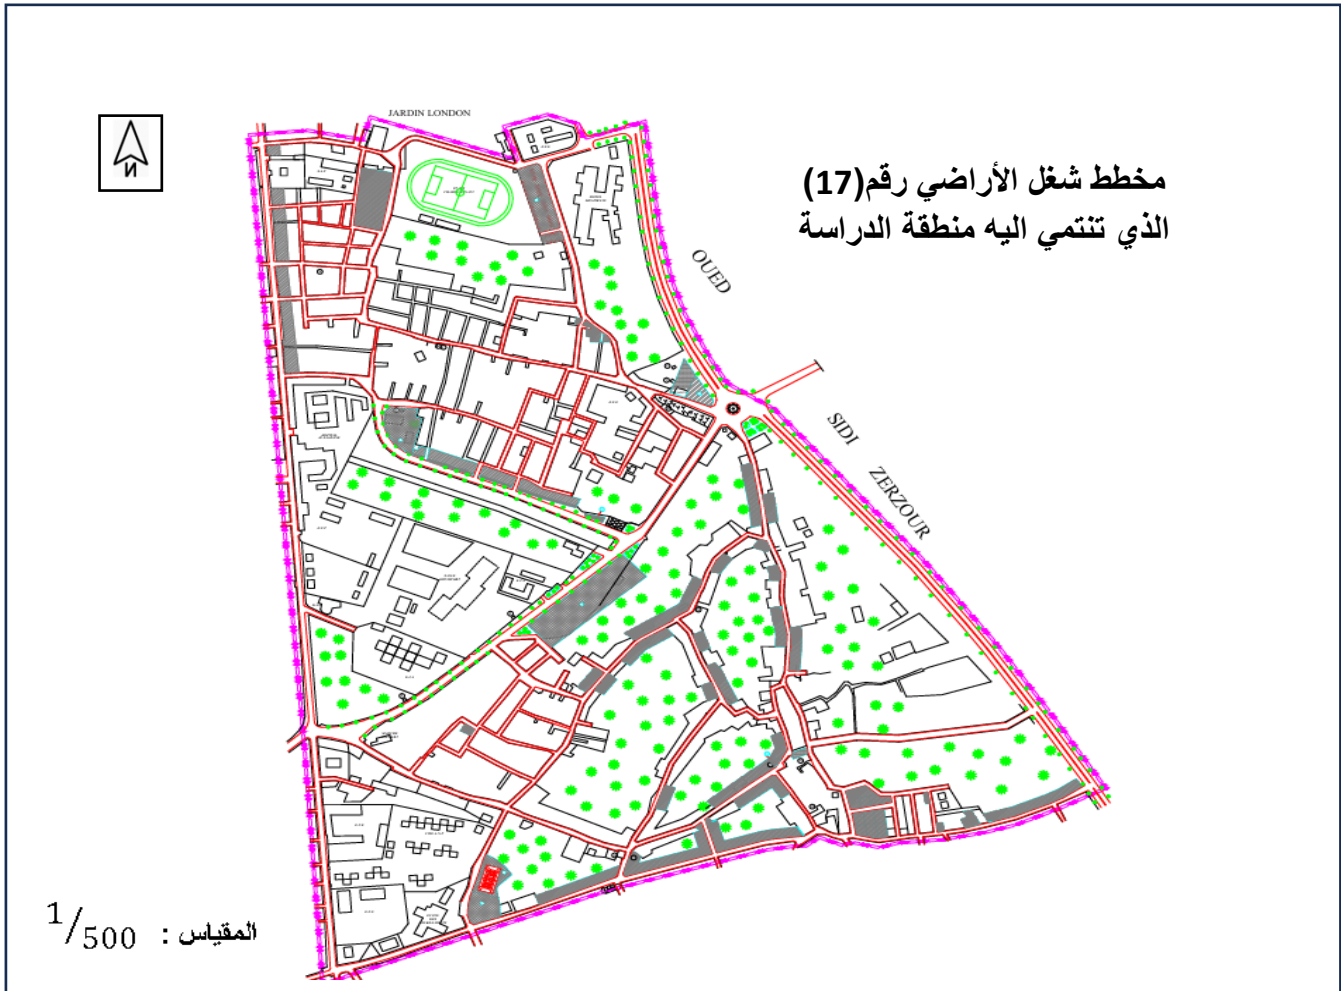 JARDIN LONDON
И
مخطط شغل الأراضي رقم(17)
الذي تنتمي اليه منطقة الدراسة
OUED
SIDI
ZERZOUR
المقياس : 1/500